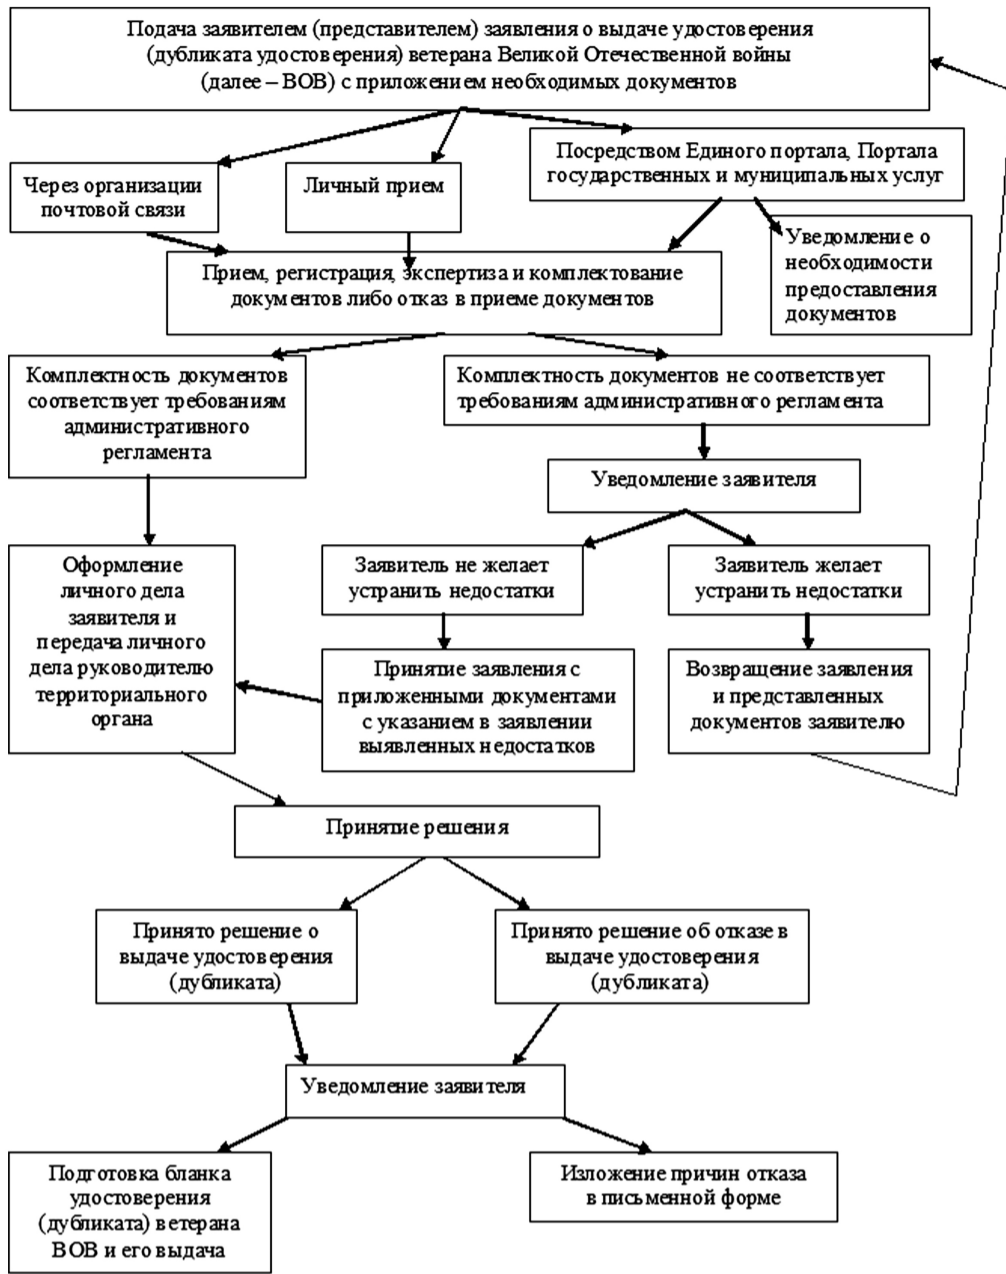 Подача заявителем (представителем) заявления о выдаче удостоверения
(дубликата удостоверения) ветерана Великой Отечественной войны
(далее – ВОВ) с приложением необходимых документов
Через организации
почтовой связи
Личный прием
Посредством Единого портала, Портала
государственных и муниципальных услуг
Уведомление о
необходимости
предоставления
документов
Прием, регистрация, экспертиза и комплектование
документов либо отказ в приеме документов
Комплектность документов
соответствует требованиям
административного
регламента
Комплектность документов не соответствует
требованиям административного регламента
Уведомление заявителя
Оформление
личного дела
заявителя и
передача личного
дела руководителю
территориального
органа
Заявитель не желает
устранить недостатки
Заявитель желает
устранить недостатки
Принятие заявления с
приложенными документами
с указанием в заявлении
выявленных недостатков
Возвращение заявления
и представленных
документов заявителю
Принятие решения
Принято решение о
выдаче удостоверения
(дубликата)
Принято решение об отказе в
выдаче удостоверения
(дубликата)
Уведомление заявителя
Подготовка бланка
удостоверения
(дубликата) ветерана
ВОВ и его выдача
Изложение причин отказа
в письменной форме